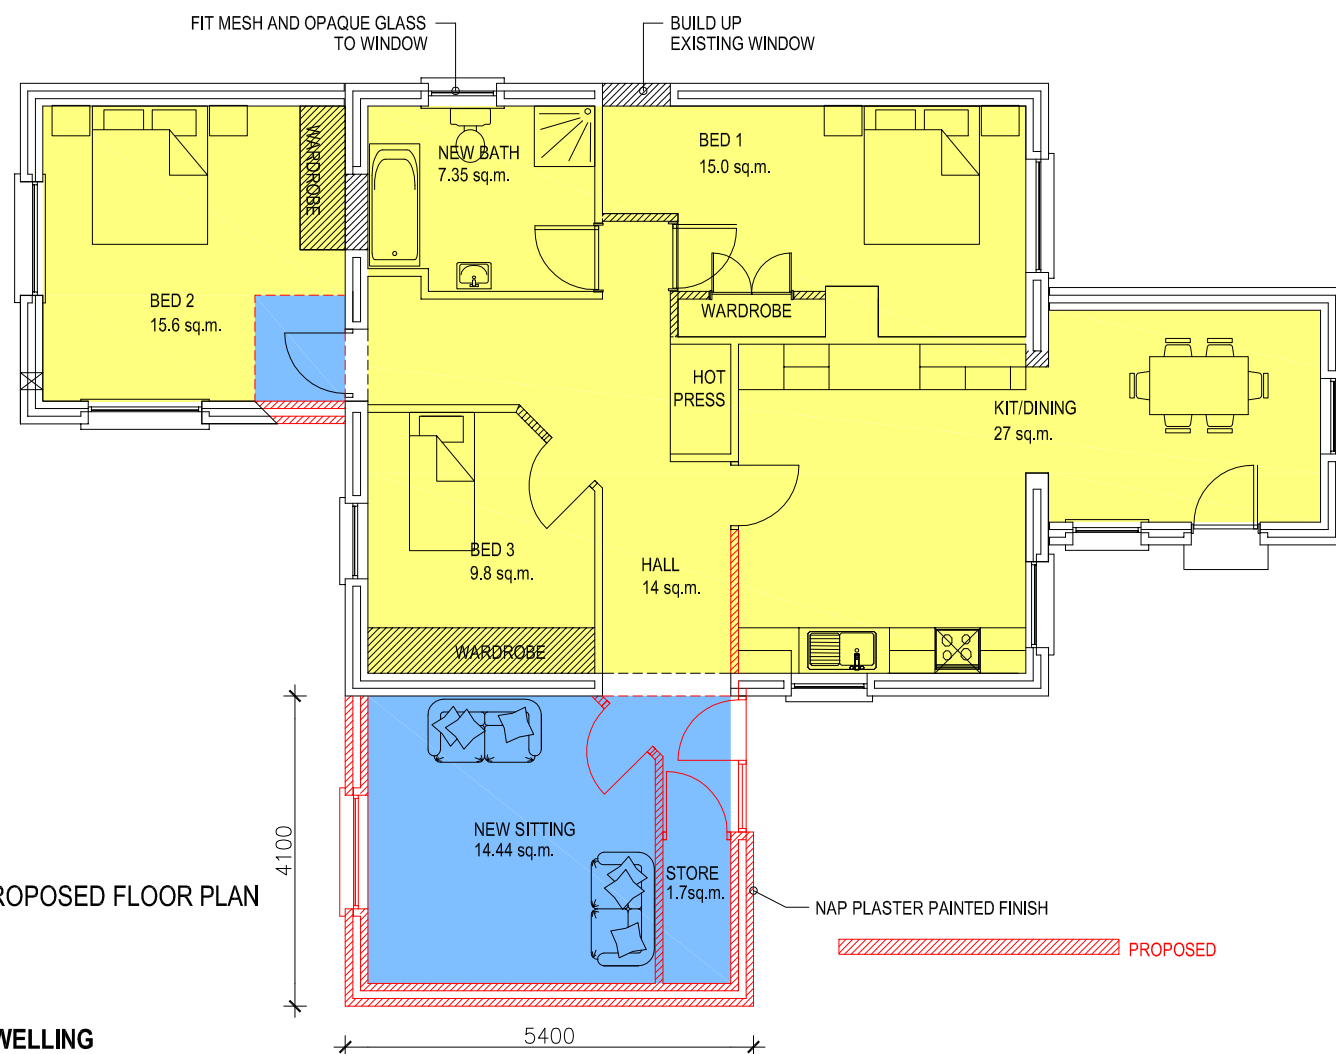 FIT MESH AND OPAQUE GLASS
TO WINDOW
BUILD UP
EXISTING WINDOW
WARDROBE
NEW BATH
7.35 sq.m.
BED 1
15.0 sq.m.
BED 2
15.6 sq.m.
WARDROBE
HOT
PRESS
KIT/DINING
27 sq.m.
BED 3
9.8 sq.m.
HALL
14 sq.m.
WARDROBE
NEW SITTING
14.44 sq.m.
STORE
1.7sq.m.
4100
ROPOSED FLOOR PLAN
NAP PLASTER PAINTED FINISH
PROPOSED
5400
WELLING